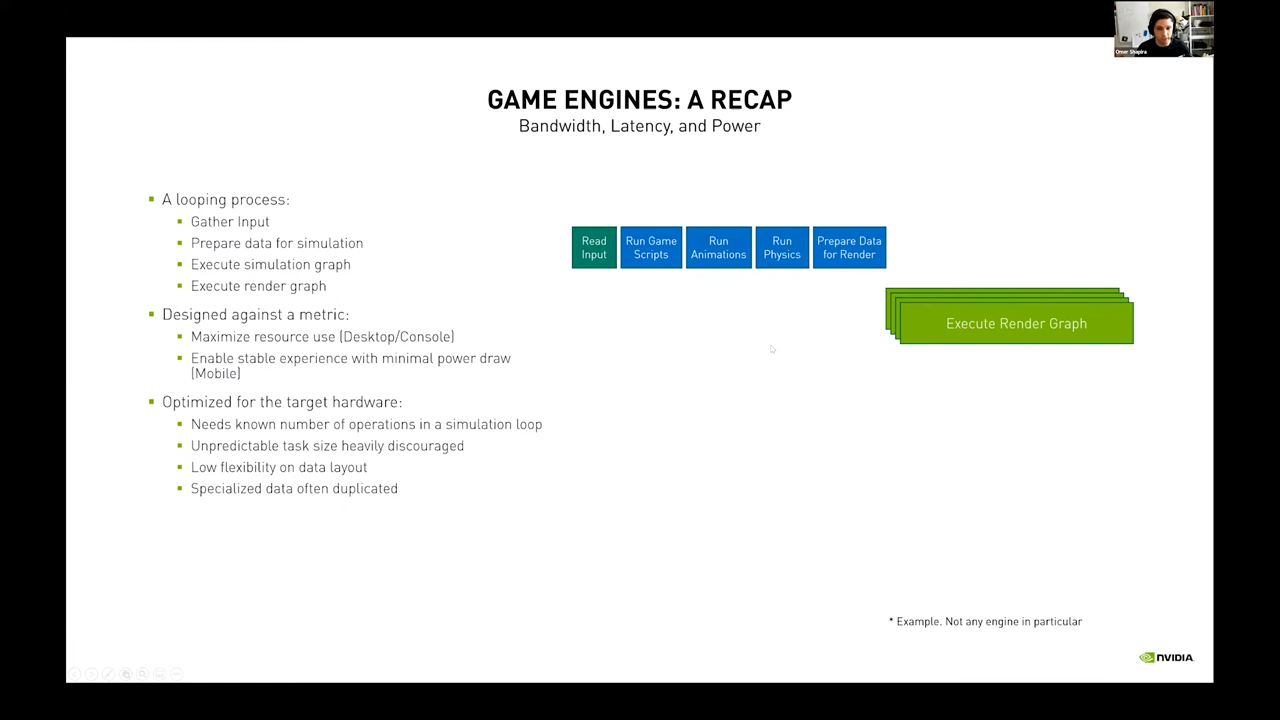 Omer Shapira
GAME ENGINES: A RECAP
Bandwidth, Latency, and Power
A looping process:
Gather Input
Prepare data for simulation
Execute simulation graph
Execute render graph
Designed against a metric:
Maximize resource use (Desktop/Console)
Enable stable experience with minimal power draw
(Mobile)
Optimized for the target hardware:
Needs known number of operations in a simulation loop
Unpredictable task size heavily discouraged
Low flexibility on data layout
Specialized data often duplicated
Read
Input
Run Game
Scripts
Run
Animations
Run
Physics
Prepare Data
for Render
Execute Render Graph
* Example. Not any engine in particular
NVIDIA.